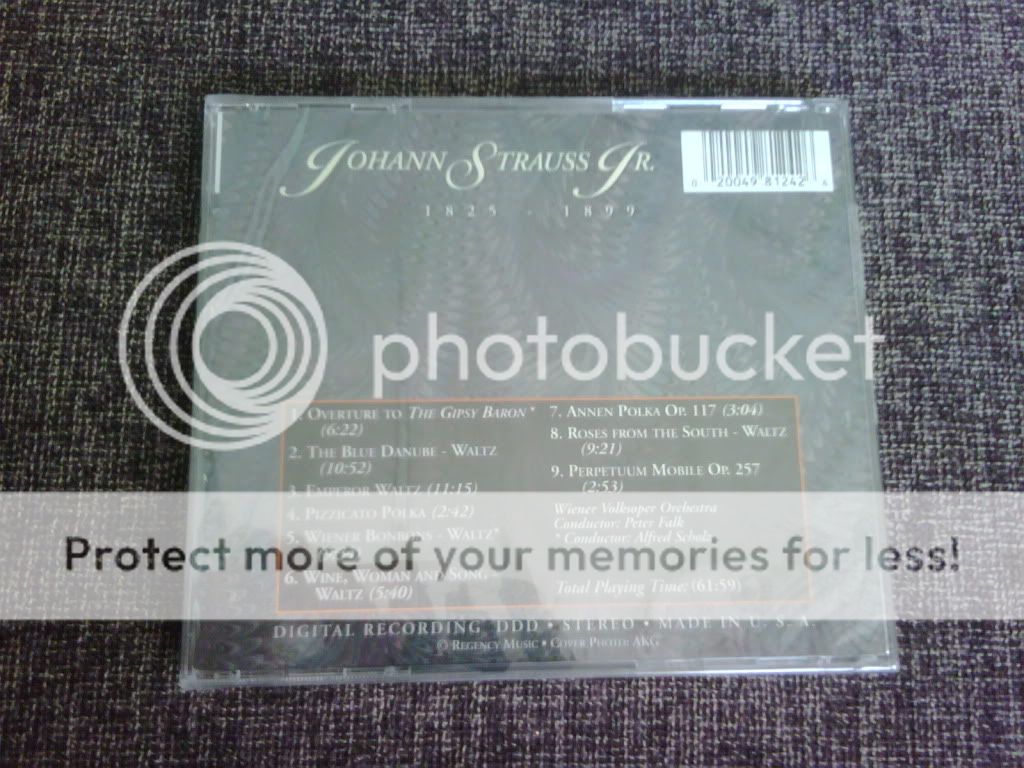 Johann Strauss Jr.
1825 - 1899
0 20049 81242
photobucket
1. Overture to The Gipsy Baron*
(6:22)
2. The Blue Danube - Waltz
(10:52)
3. Emperor Waltz (11:15)
4. Pizzicato Polka (2:42)
5. Wiener Bonbons - Waltz*
6. Wine, Woman and Song -
Waltz (5:40)
7. Annen Polka Op. 117 (3:04)
8. Roses from the South - Waltz
(9:21)
9. Perpetuum Mobile Op. 257
(2:53)
Wiener Volksoper Orchestra
Conductor: Peter Falk
* Conductor: Alfred Scholz
Total Playing Time: (61:59)
Protect more of your memories for less!
DIGITAL RECORDING DDD • STEREO • MADE IN U. S. A.
© Regency Music • Cover Photo: AKG